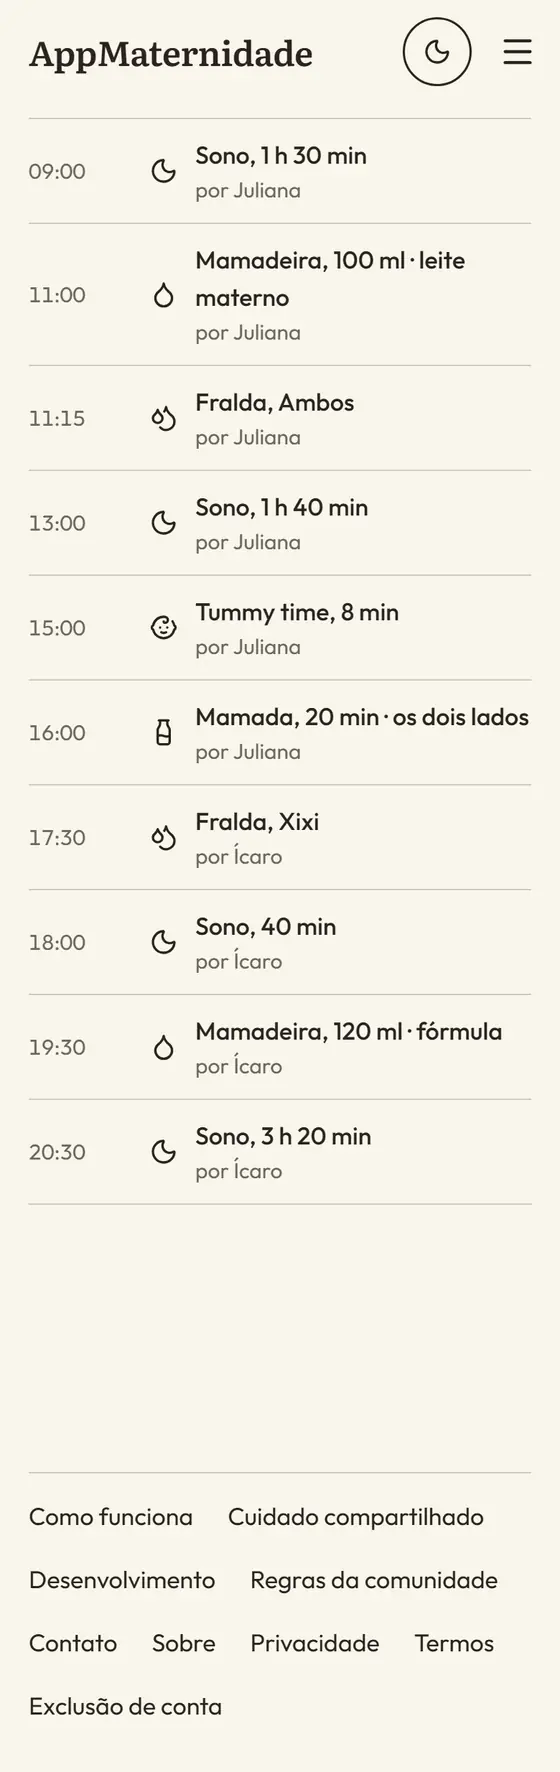 AppMaternidade
09:00
Sono, 1 h 30 min
por Juliana
11:00
Mamadeira, 100 ml · leite
materno
por Juliana
11:15
Fralda, Ambos
por Juliana
13:00
Sono, 1 h 40 min
por Juliana
15:00
Tummy time, 8 min
por Juliana
16:00
Mamada, 20 min · os dois lados
por Juliana
17:30
Fralda, Xixi
por Ícaro
18:00
Sono, 40 min
por Ícaro
19:30
Mamadeira, 120 ml · fórmula
por Ícaro
20:30
Sono, 3 h 20 min
por Ícaro
Como funciona Cuidado compartilhado
Desenvolvimento Regras da comunidade
Contato Sobre Privacidade Termos
Exclusão de conta